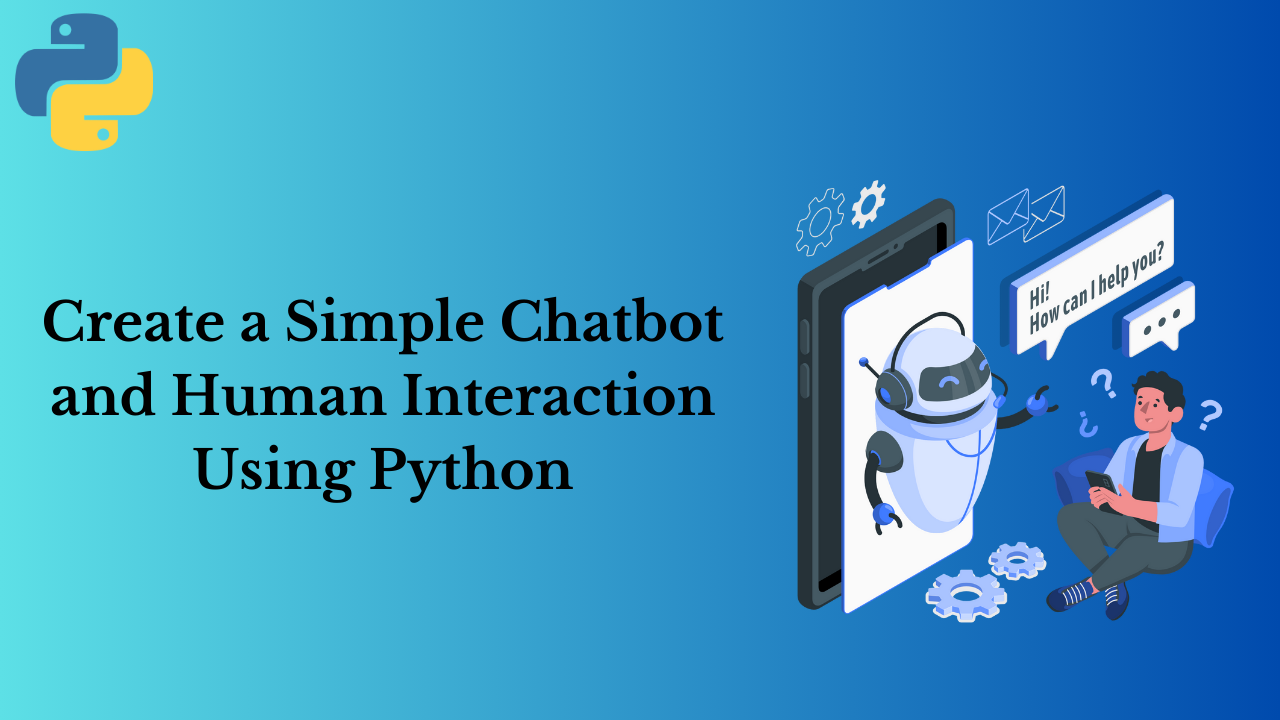 Create a Simple Chatbot
and Human Interaction
Using Python
Hi!
How can I help you?